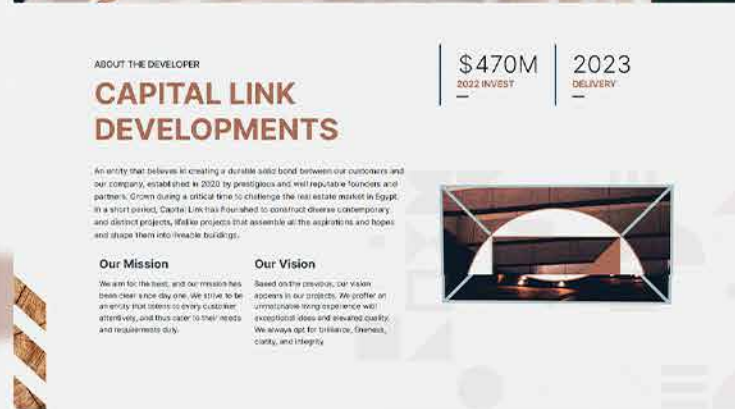 ABOUT THE DEVELOPER
CAPITAL LINK
DEVELOPMENTS
$470M
2022 INVEST
2023
DELIVERY
An entity that believes in creating a durable solid bond between our customers and
our company, established in 2020 by prestigious and well reputable founders and
partners. Grown during a critical time to challenge the real estate market in Egypt.
In a short period, Capital Link has flourished to construct diverse contemporary
and distinct projects, lifelike projects that assemble all the aspirations and hopes
and shape them into liveable buildings.
Our Mission
We aim for the best, and our mission has
been clear since day one. We strive to be
an entity that listens to every customer
attentively, and thus cater to their needs
and requirements duly.
Our Vision
Based on the previous, our vision
appears in our projects. We proffer an
unmatchable living experience with
exceptional ideas and elevated quality.
We always opt for brilliance, fineness,
clarity, and integrity